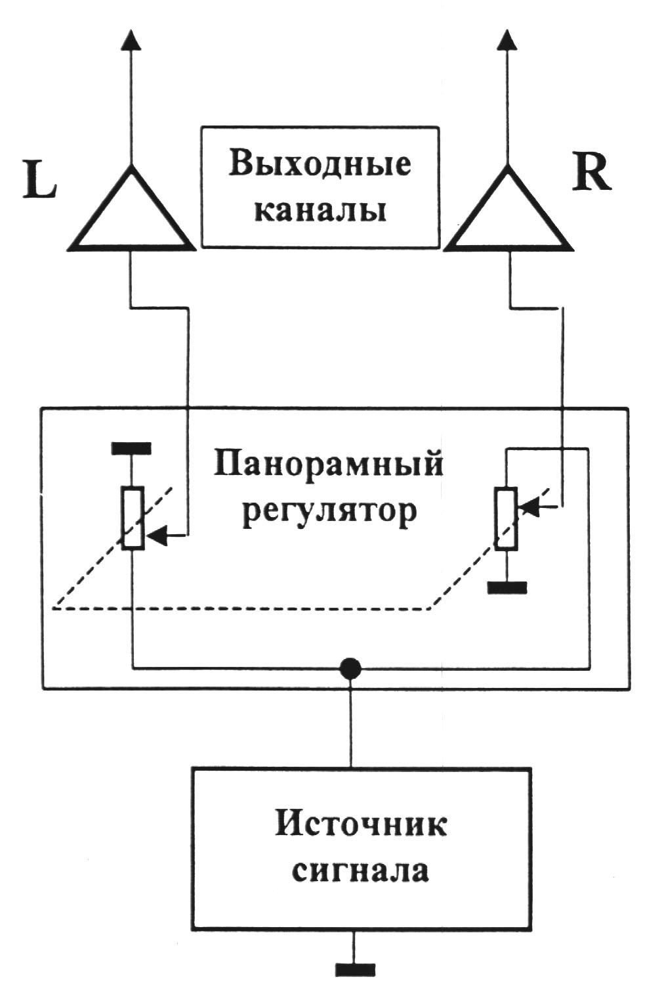 L
Выходные
каналы
R
Панорамный
регулятор
Источник
сигнала